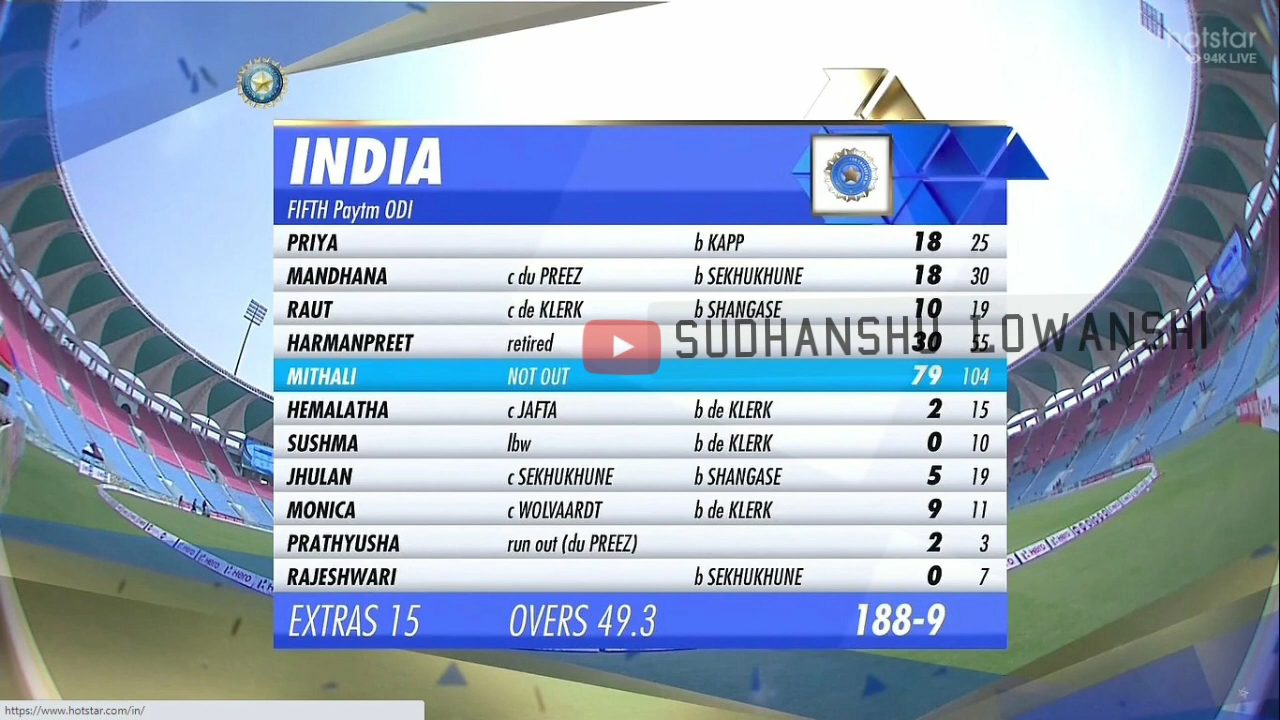 hotstar
94K LIVE
INDIA
FIFTH Paytm ODI
PRIYA b KAPP 18 25
MANDHANA c du PREEZ b SEKHUKHUNE 18 30
RAUT c de KLERK b SHANGASE 10 19
HARMANPREET retired 30 55
SUDHANSHU LOWANSHI
MITHALI NOT OUT 79 104
HEMALATHA c JAFTA b de KLERK 2 15
SUSHMA lbw b de KLERK 0 10
JHULAN c SEKHUKHUNE b SHANGASE 5 19
MONICA c WOLVAARDT b de KLERK 9 11
PRATHYUSHA run out (du PREEZ) 2 3
RAJESHWARI b SEKHUKHUNE 0 7
EXTRAS 15 OVERS 49.3 188-9
https://www.hotstar.com/in/